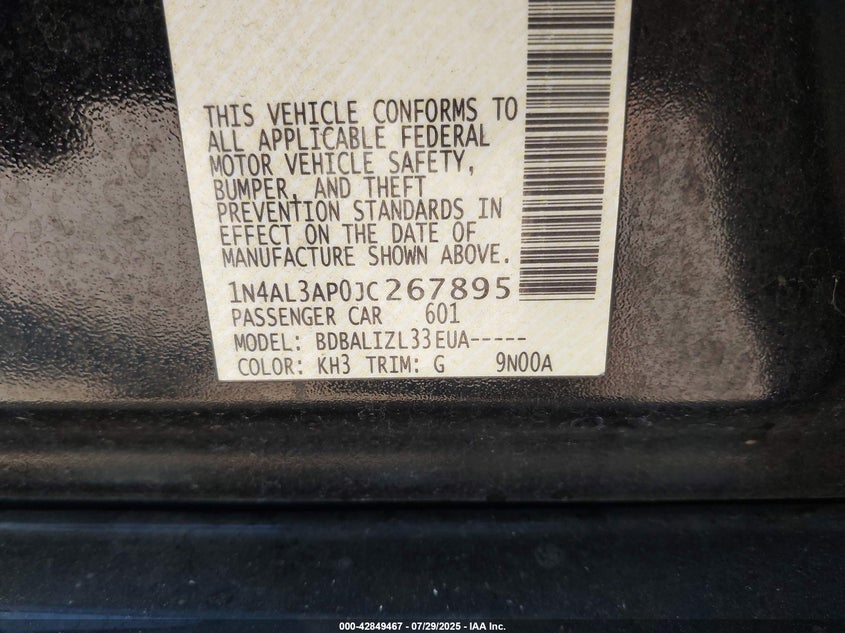 THIS VEHICLE CONFORMS TO
ALL APPLICABLE FEDERAL
MOTOR VEHICLE SAFETY,
BUMPER, AND THEFT
PREVENTION STANDARDS IN
EFFECT ON THE DATE OF
MANUFACTURE SHOWN ABOVE.
1N4AL3AP0JC267895
PASSENGER CAR 601
MODEL: BDBALIZL33EUA-----
COLOR: KH3 TRIM: G 9N00A
000-42849467 - 07/29/2025 - IAA Inc.